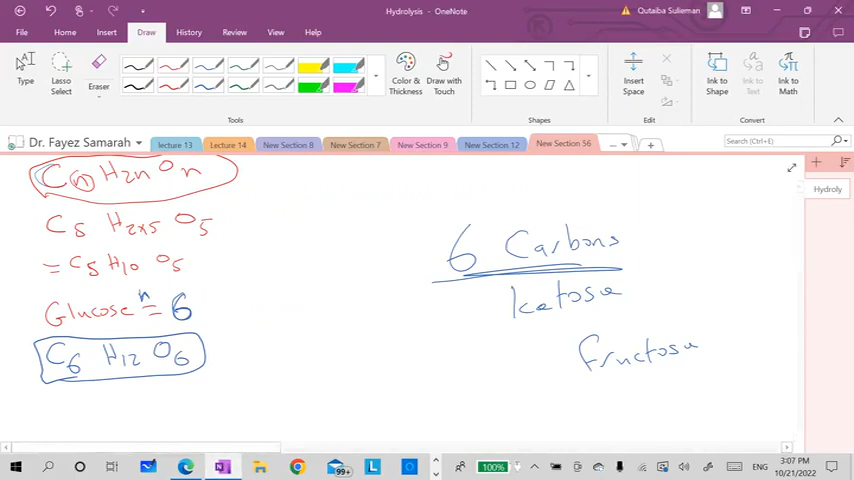 Hydrolysis - OneNote
Qutaiba Sulieman
File Home Insert Draw History Review View Help
Type
Lasso Select
Eraser
Color & Thickness
Draw with Touch
Insert Space
Ink to Shape
Ink to Text
Ink to Math
Tools Shapes Edit Convert
Dr. Fayez Samarah lecture 13 Lecture 14 New Section 8 New Section 7 New Section 9 New Section 12 New Section 56 Search (Ctrl+E)
Hydroly
Cn H2n On
C5 H2x5 O5
= C5 H10 O5
Glucose n = 6
C6 H12 O6
6 Carbons
Ketose
Fructose
99+
100%
ENG
3:07 PM
10/21/2022